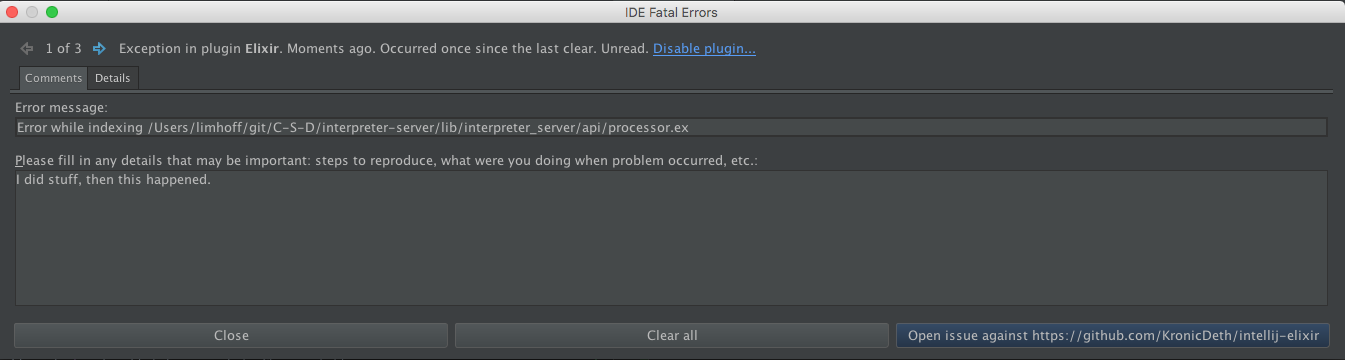 IDE Fatal Errors
1 of 3 Exception in plugin Elixir. Moments ago. Occurred once since the last clear. Unread. Disable plugin...
Comments Details
Error message:
Error while indexing /Users/limhoff/git/C-S-D/interpreter-server/lib/interpreter_server/api/processor.ex
Please fill in any details that may be important: steps to reproduce, what were you doing when problem occurred, etc.:
I did stuff, then this happened.
Close Clear all Open issue against https://github.com/KronicDeth/intellij-elixir